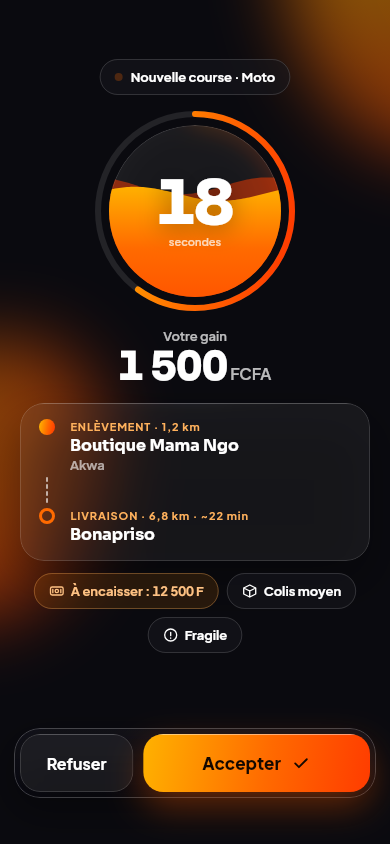 Nouvelle course · Moto
18
secondes
Votre gain
1 500 FCFA
ENLÈVEMENT · 1,2 km
Boutique Mama Ngo
Akwa
LIVRAISON · 6,8 km · ~22 min
Bonapriso
À encaisser : 12 500 F
Colis moyen
Fragile
Refuser
Accepter